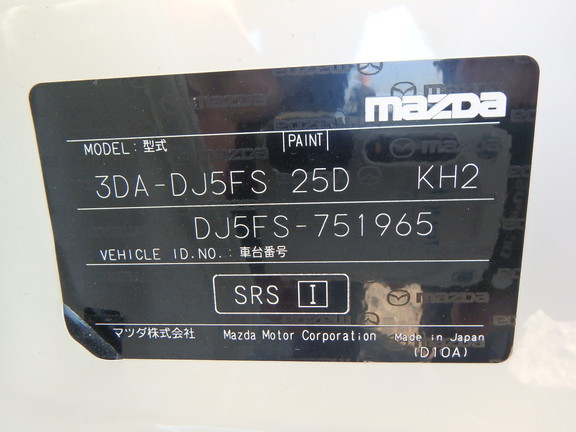 mazda
MODEL: 型式 PAINT
3DA-DJ5FS 25D KH2
DJ5FS-751965
VEHICLE ID.NO.: 車台番号
SRS I
マツダ株式会社 Mazda Motor Corporation Made in Japan
(D10A)